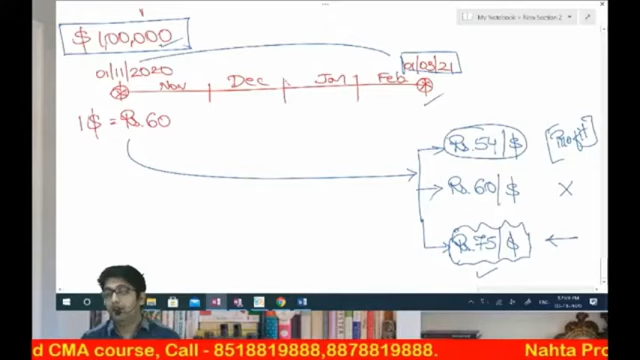 My Notebook » New Section 2
$ 1,00,000
01/11/2020
01/03/21
Nov Dec Jan Feb
1$ = Rs.60
Rs.54/$ [Profit]
Rs.60/$ X
Rs.75/$
ENG
d CMA course, Call - 8518819888,8878819888. Nahta Pro